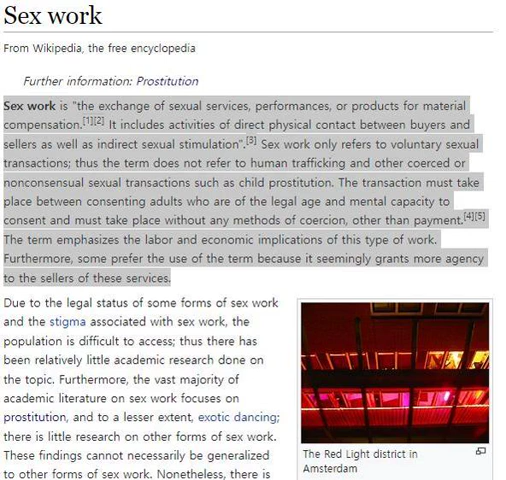 Sex work
From Wikipedia, the free encyclopedia
Further information: Prostitution
Sex work is "the exchange of sexual services, performances, or products for material
compensation.[1][2] It includes activities of direct physical contact between buyers and
sellers as well as indirect sexual stimulation".[3] Sex work only refers to voluntary sexual
transactions; thus the term does not refer to human trafficking and other coerced or
nonconsensual sexual transactions such as child prostitution. The transaction must take
place between consenting adults who are of the legal age and mental capacity to
consent and must take place without any methods of coercion, other than payment.[4][5]
The term emphasizes the labor and economic implications of this type of work.
Furthermore, some prefer the use of the term because it seemingly grants more agency
to the sellers of these services.
Due to the legal status of some forms of sex work
and the stigma associated with sex work, the
population is difficult to access; thus there has
been relatively little academic research done on
the topic. Furthermore, the vast majority of
academic literature on sex work focuses on
prostitution, and to a lesser extent, exotic dancing;
there is little research on other forms of sex work.
These findings cannot necessarily be generalized
to other forms of sex work. Nonetheless, there is
The Red Light district in
Amsterdam